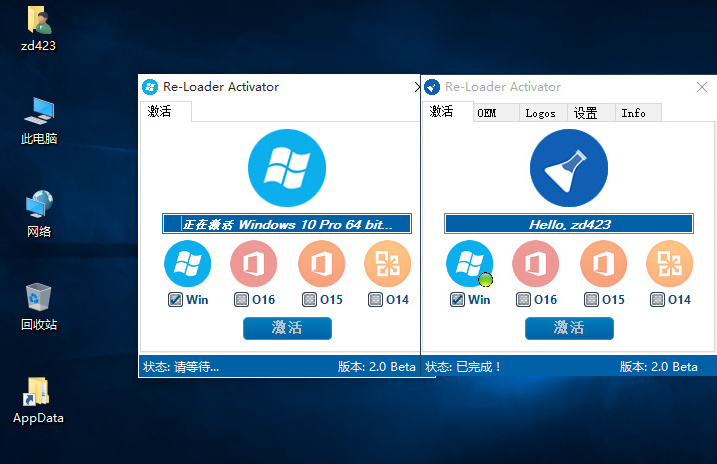 zd423
此电脑
网络
回收站
AppData
Re-Loader Activator
激活
正在激活 Windows 10 Pro 64 bit...
Win
O16
O15
O14
激活
状态: 请等待...
版本: 2.0 Beta
Re-Loader Activator
激活
OEM
Logos
设置
Info
Hello, zd423
Win
O16
O15
O14
激活
状态: 已完成！
版本: 2.0 Beta